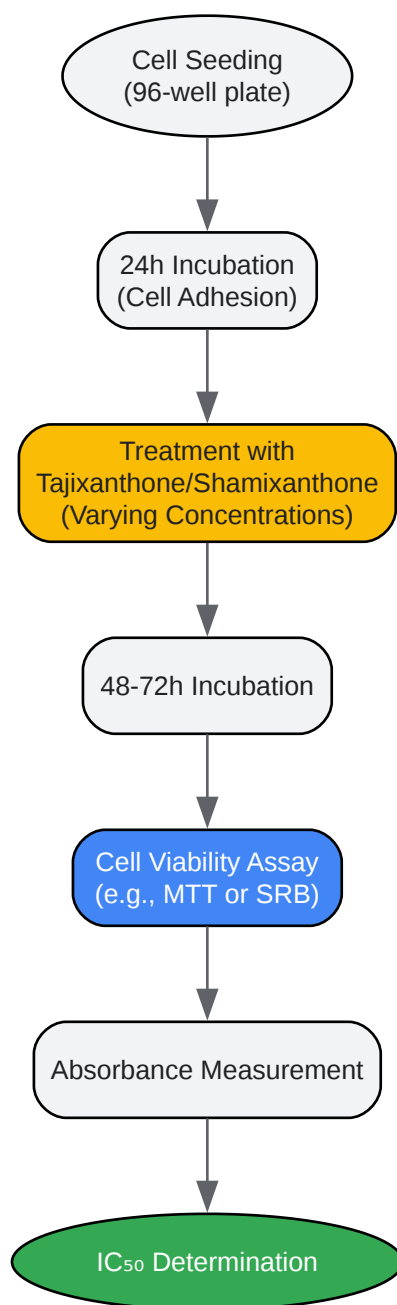 Cell Seeding
(96-well plate)
24h Incubation
(Cell Adhesion)
Treatment with
Tajixanthone/Shamixanthone
(Varying Concentrations)
48-72h Incubation
Cell Viability Assay
(e.g., MTT or SRB)
Absorbance Measurement
IC₅₀ Determination